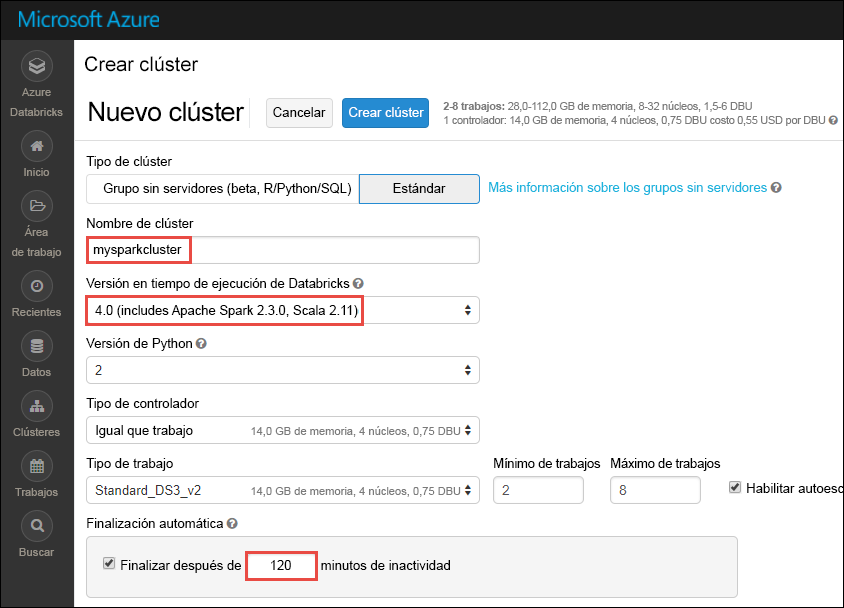 Microsoft Azure
Azure
Databricks
Inicio
Área
de trabajo
Recientes
Datos
Clústeres
Trabajos
Buscar
Crear clúster
Nuevo clúster
Cancelar
Crear clúster
2-8 trabajos: 28,0-112,0 GB de memoria, 8-32 núcleos, 1,5-6 DBU
1 controlador: 14,0 GB de memoria, 4 núcleos, 0,75 DBU costo 0,55 USD por DBU ?
Tipo de clúster
Grupo sin servidores (beta, R/Python/SQL)
Estándar
Más información sobre los grupos sin servidores ?
Nombre de clúster
mysparkcluster
Versión en tiempo de ejecución de Databricks ?
4.0 (includes Apache Spark 2.3.0, Scala 2.11)
Versión de Python ?
2
Tipo de controlador
Igual que trabajo 14,0 GB de memoria, 4 núcleos, 0,75 DBU
Tipo de trabajo
Mínimo de trabajos
Máximo de trabajos
Standard_DS3_v2 14,0 GB de memoria, 4 núcleos, 0,75 DBU
2
8
Habilitar autoesc
Finalización automática ?
Finalizar después de 120 minutos de inactividad